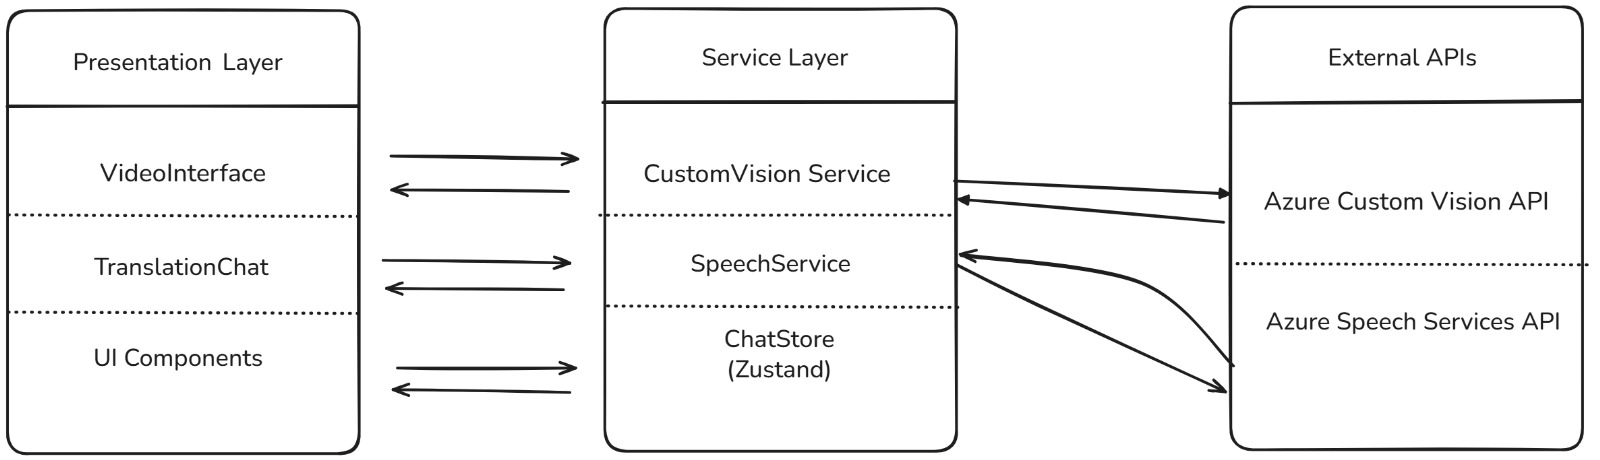 Presentation Layer
VideoInterface
TranslationChat
UI Components
Service Layer
CustomVision Service
SpeechService
ChatStore
(Zustand)
External APIs
Azure Custom Vision API
Azure Speech Services API